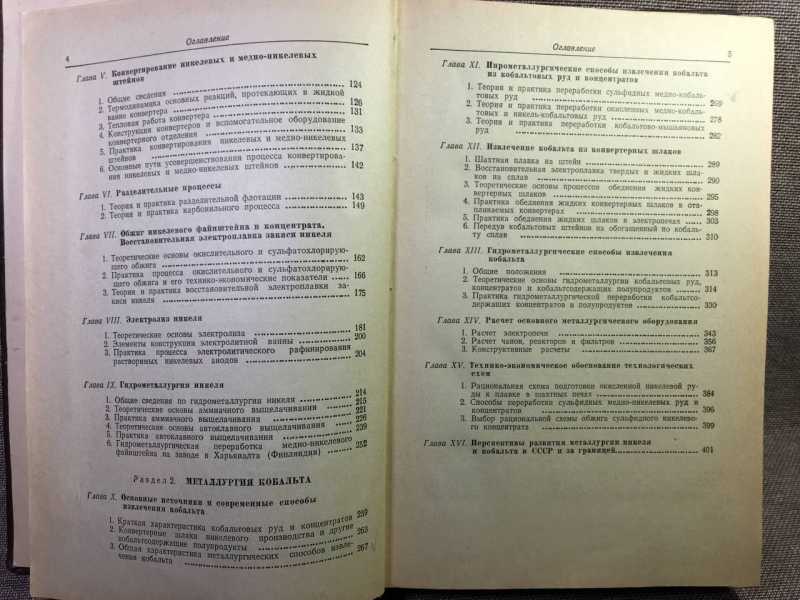 4
Оглавление
Глава V. Конвертирование никелевых и медно-никелевых
штейнов
1. Общие сведения 124
2. Термодинамика основных реакций, протекающих в жидкой
ванне конвертера 126
3. Тепловая работа конвертера 131
4. Конструкция конвертеров и вспомогательное оборудование
конвертерного отделения 133
5. Практика конвертирования никелевых и медно-никелевых
штейнов 137
6. Основные пути усовершенствования процесса конвертирова-
ния никелевых и медно-никелевых штейнов 142
Глава VI. Разделительные процессы
1. Теория и практика разделительной флотации 143
2. Теория и практика карбонильного процесса 149
Глава VII. Обжиг никелевого файнштейна и концентрата.
Восстановительная электроплавка закиси никеля
1. Теоретические основы окислительного и сульфатохлорирую-
щего обжига 162
2. Практика процесса окислительного и сульфатохлорирую-
щего обжига и его технико-экономические показатели 166
3. Теория и практика восстановительной электроплавки за-
киси никеля 175
Глава VIII. Электролиз никеля
1. Теоретические основы электролиза 181
2. Элементы конструкции электролитной ванны 200
3. Практика процесса электролитического рафинирования
растворимых никелевых анодов 204
Глава IX. Гидрометаллургия никеля
1. Общие сведения по гидрометаллургии никеля 214
2. Теоретические основы аммиачного выщелачивания 215
3. Практика аммиачного выщелачивания 221
4. Теоретические основы автоклавного выщелачивания 226
5. Практика автоклавного выщелачивания 239
6. Гидрометаллургическая переработка медно-никелевого
файнштейна на заводе в Харьявалта (Финляндия) 252
Раздел 2. МЕТАЛЛУРГИЯ КОБАЛЬТА
Глава X. Основные источники и современные способы
извлечения кобальта
1. Краткая характеристика кобальтовых руд и концентратов 259
2. Конвертерные шлаки никелевого производства и другие
кобальтсодержащие полупродукты 263
3. Общая характеристика металлургических способов извле-
чения кобальта 267
Оглавление
5
Глава XI. Пирометаллургические способы извлечения кобальта
из кобальтовых руд и концентратов
1. Теория и практика переработки сульфидных медно-кобаль-
товых руд 269
2. Теория и практика переработки окисленных медно-кобаль-
товых и никель-кобальтовых руд 278
3. Теория и практика переработки кобальтово-мышьяковых
руд 282
Глава XII. Извлечение кобальта из конвертерных шлаков
1. Шахтная плавка на штейн 289
2. Восстановительная электроплавка твердых и жидких шла-
ков на сплав 290
3. Теоретические основы процессов обеднения жидких кон-
вертерных шлаков 295
4. Практика обеднения жидких конвертерных шлаков в ота-
пливаемых конвертерах 298
5. Практика обеднения жидких шлаков в электропечах 303
6. Передув кобальтовых штейнов на обогащенный по кобаль-
ту сплав 310
Глава XIII. Гидрометаллургические способы извлечения
кобальта
1. Общие положения 313
2. Теоретические основы гидрометаллургии кобальтовых руд,
концентратов и кобальтсодержащих полупродуктов 314
3. Практика гидрометаллургической переработки кобальтсо-
держащих концентратов и полупродуктов 330
Глава XIV. Расчет основного металлургического оборудования
1. Расчет электропечи 343
2. Расчет чанов, реакторов и фильтров 356
3. Конструктивные расчеты 367
Глава XV. Технико-экономическое обоснование технологических
схем
1. Рациональная схема подготовки окисленной никелевой ру-
ды к плавке в шахтных печах 384
2. Способы переработки сульфидных медно-никелевых руд и
концентратов 396
3. Выбор рациональной схемы обжига сульфидного никелево-
го концентрата 399
Глава XVI. Перспективы развития металлургии никеля
и кобальта в СССР и за границей 401